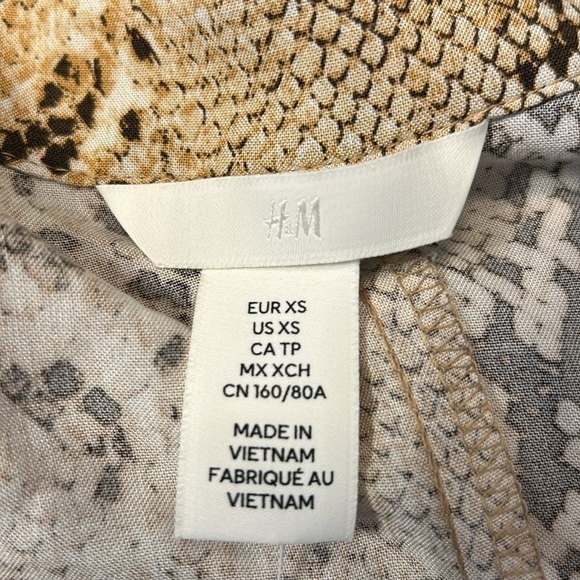 H&M
EUR XS
US XS
CA TP
MX XCH
CN 160/80A
MADE IN
VIETNAM
FABRIQUÉ AU
VIETNAM